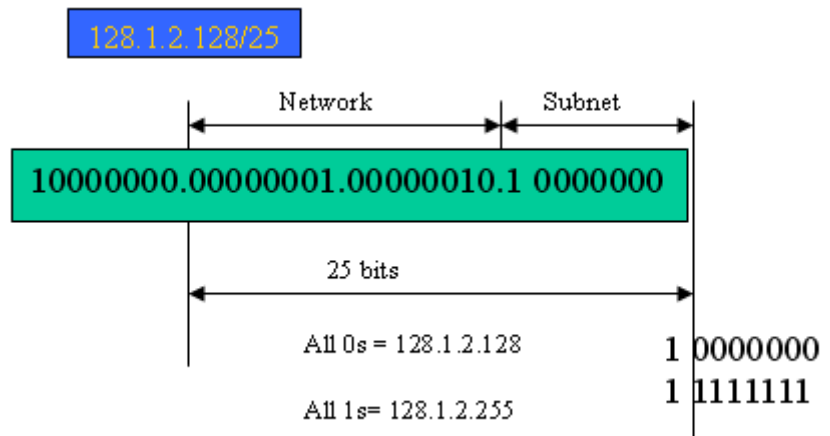 128.1.2.128/25
Network Subnet
10000000.00000001.00000010.1 0000000
25 bits
All 0s = 128.1.2.128 1 0000000
All 1s= 128.1.2.255 1 1111111